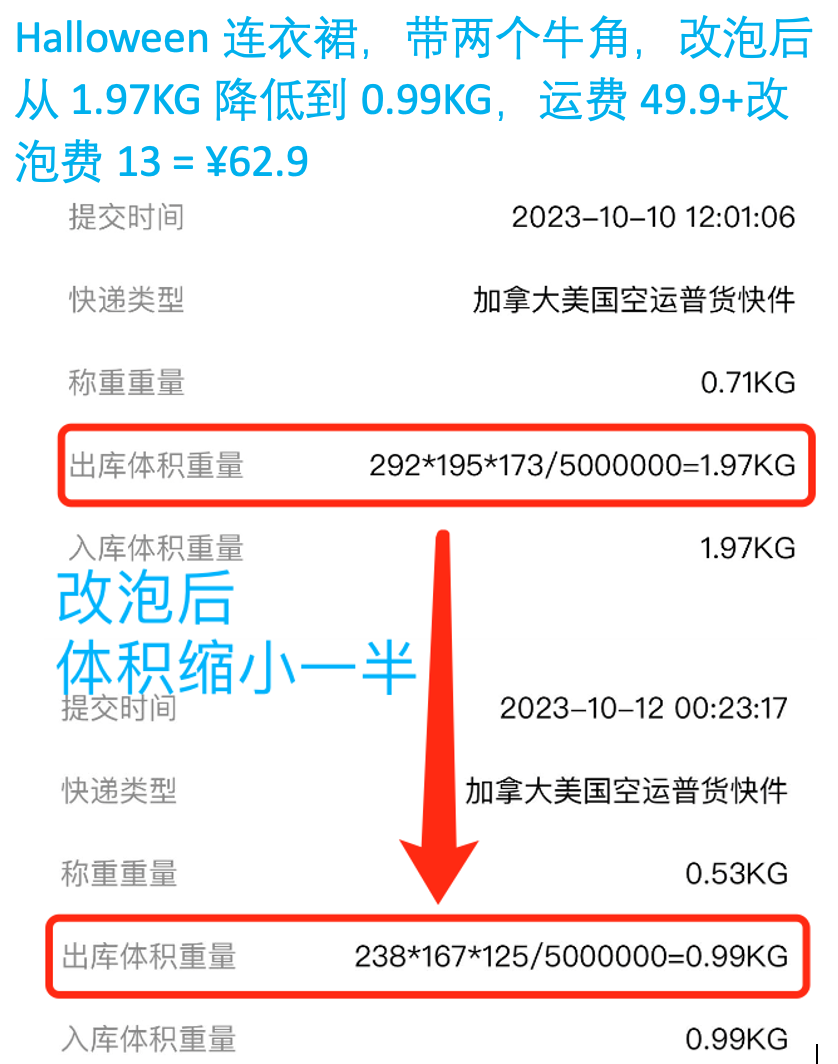 Halloween 连衣裙，带两个牛角，改泡后
从 1.97KG 降低到 0.99KG，运费 49.9+改
泡费 13 = ¥62.9
提交时间 2023-10-10 12:01:06
快递类型 加拿大美国空运普货快件
称重重量 0.71KG
出库体积重量 292*195*173/5000000=1.97KG
入库体积重量 1.97KG
改泡后
体积缩小一半
提交时间 2023-10-12 00:23:17
快递类型 加拿大美国空运普货快件
称重重量 0.53KG
出库体积重量 238*167*125/5000000=0.99KG
入库体积重量 0.99KG